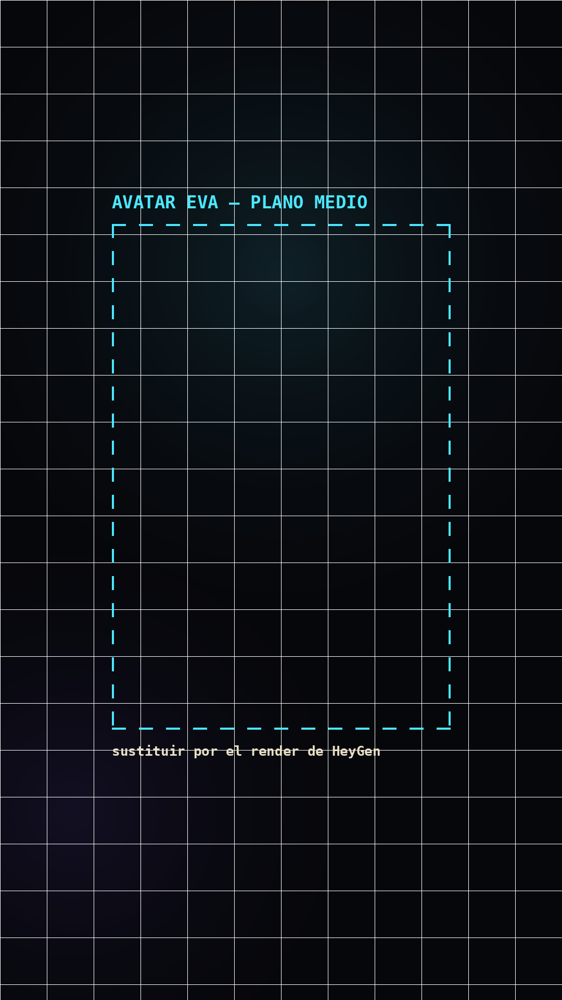 AVATAR EVA — PLANO MEDIO
sustituir por el render de HeyGen